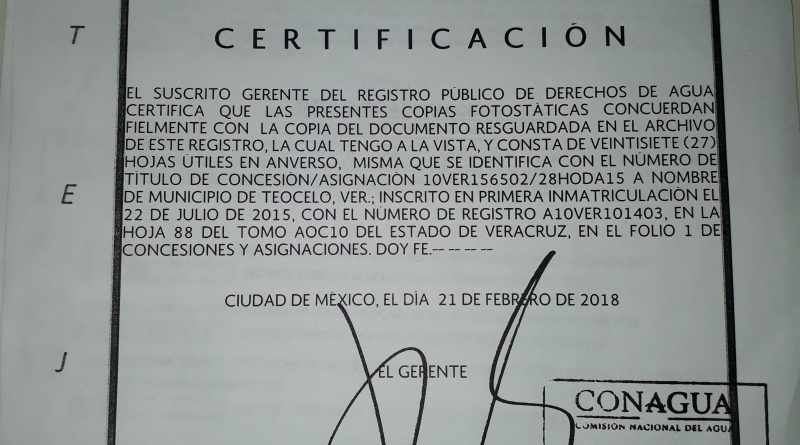 T
CERTIFICACIÓN
EL SUSCRITO GERENTE DEL REGISTRO PÚBLICO DE DERECHOS DE AGUA
CERTIFICA QUE LAS PRESENTES COPIAS FOTOSTÁTICAS CONCUERDAN
FIELMENTE CON LA COPIA DEL DOCUMENTO RESGUARDADA EN EL ARCHIVO
DE ESTE REGISTRO, LA CUAL TENGO A LA VISTA, Y CONSTA DE VEINTISIETE (27)
HOJAS ÚTILES EN ANVERSO, MISMA QUE SE IDENTIFICA CON EL NÚMERO DE
TÍTULO DE CONCESIÓN/ASIGNACIÓN 10VER156502/28HODA15 A NOMBRE
E
DE MUNICIPIO DE TEOCELO, VER.; INSCRITO EN PRIMERA INMATRICULACIÓN EL
22 DE JULIO DE 2015, CON EL NÚMERO DE REGISTRO A10VER101403, EN LA
HOJA 88 DEL TOMO AOC10 DEL ESTADO DE VERACRUZ, EN EL FOLIO 1 DE
CONCESIONES Y ASIGNACIONES. DOY FE.-- -- -- --
CIUDAD DE MÉXICO, EL DÍA 21 DE FEBRERO DE 2018
J
EL GERENTE
CONAGUA
COMISIÓN NACIONAL DEL AGUA